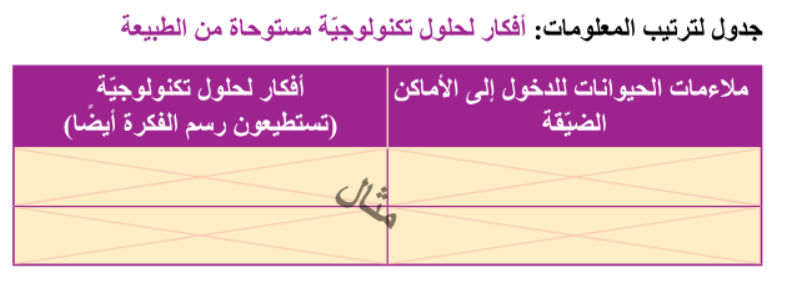 جدول لترتيب المعلومات: أفكار لحلول تكنولوجيّة مستوحاة من الطبيعة
ملاءمات الحيوانات للدخول إلى الأماكن
الضيّقة
أفكار لحلول تكنولوجيّة
(تستطيعون رسم الفكرة أيضًا)
مثال